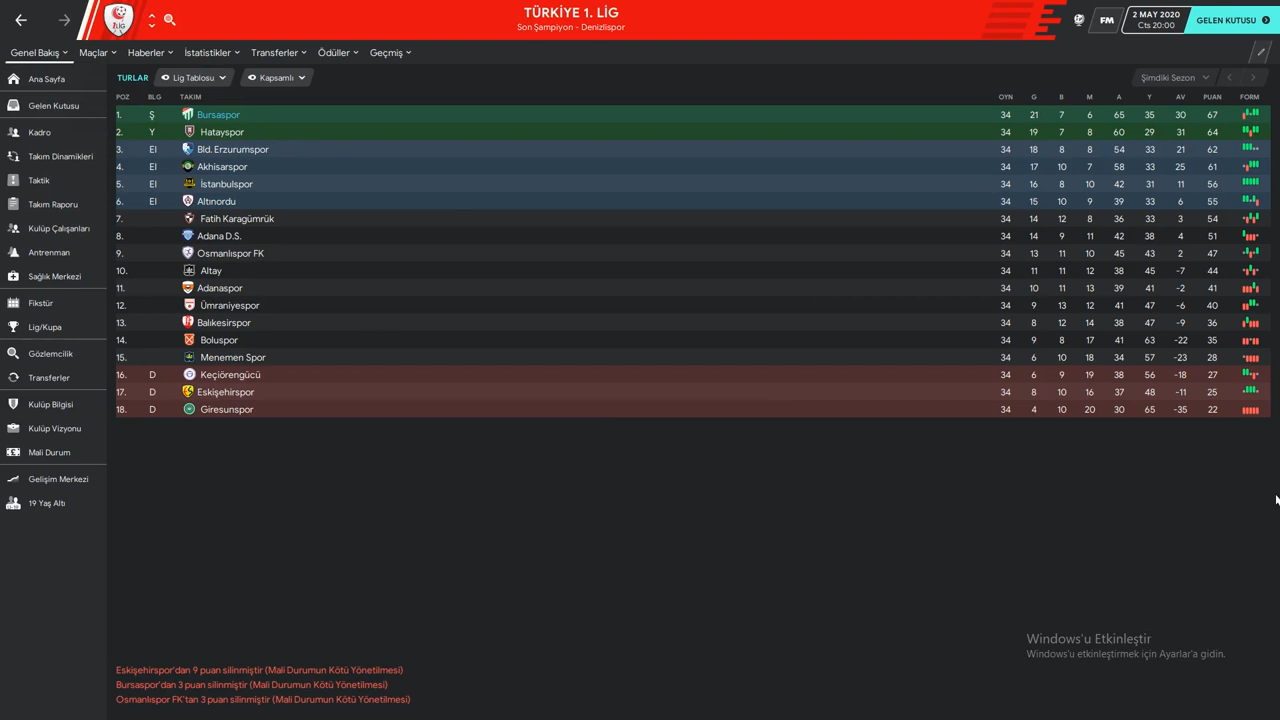 TÜRKİYE 1. LİG
Son Şampiyon - Denizlispor
FM
2 MAY 2020
Cts 20:00
GELEN KUTUSU
Genel Bakış Maçlar Haberler İstatistikler Transferler Ödüller Geçmiş
Ana Sayfa
Gelen Kutusu
Kadro
Takım Dinamikleri
Taktik
Takım Raporu
Kulüp Çalışanları
Antrenman
Sağlık Merkezi
Fikstür
Lig/Kupa
Gözlemcilik
Transferler
Kulüp Bilgisi
Kulüp Vizyonu
Mali Durum
Gelişim Merkezi
19 Yaş Altı
TURLAR Lig Tablosu Kapsamlı Şimdiki Sezon
POZ BLG TAKIM OYN G B M A Y AV PUAN FORM
1. Ş Bursaspor 34 21 7 6 65 35 30 67
2. Y Hatayspor 34 19 7 8 60 29 31 64
3. El Bld. Erzurumspor 34 18 8 8 54 33 21 62
4. El Akhisarspor 34 17 10 7 58 33 25 61
5. El İstanbulspor 34 16 8 10 42 31 11 56
6. El Altınordu 34 15 10 9 39 33 6 55
7. Fatih Karagümrük 34 14 12 8 36 33 3 54
8. Adana D.S. 34 14 9 11 42 38 4 51
9. Osmanlıspor FK 34 13 11 10 45 43 2 47
10. Altay 34 11 11 12 38 45 -7 44
11. Adanaspor 34 10 11 13 39 41 -2 41
12. Ümraniyespor 34 9 13 12 41 47 -6 40
13. Balıkesirspor 34 8 12 14 38 47 -9 36
14. Boluspor 34 9 8 17 41 63 -22 35
15. Menemen Spor 34 6 10 18 34 57 -23 28
16. D Keçiörengücü 34 6 9 19 38 56 -18 27
17. D Eskişehirspor 34 8 10 16 37 48 -11 25
18. D Giresunspor 34 4 10 20 30 65 -35 22
Windows'u Etkinleştir
Windows'u etkinleştirmek için Ayarlar'a gidin.
Eskişehirspor'dan 9 puan silinmiştir (Mali Durumun Kötü Yönetilmesi)
Bursaspor'dan 3 puan silinmiştir (Mali Durumun Kötü Yönetilmesi)
Osmanlıspor FK'tan 3 puan silinmiştir (Mali Durumun Kötü Yönetilmesi)